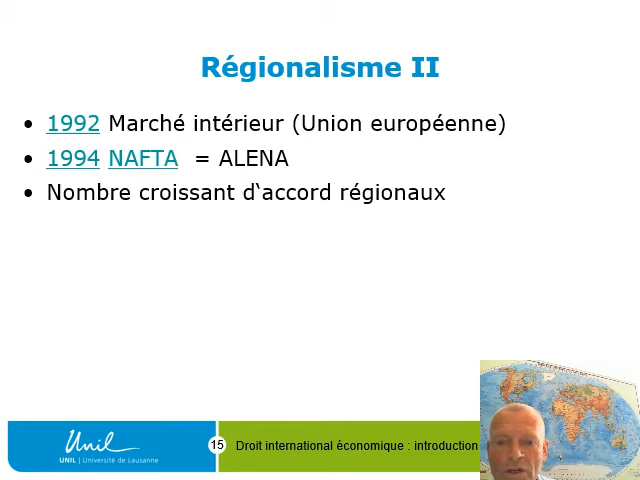 Régionalisme II
• 1992 Marché intérieur (Union européenne)
• 1994 NAFTA = ALENA
• Nombre croissant d‘accord régionaux
Unil
UNIL | Université de Lausanne
15
Droit international économique : introduction